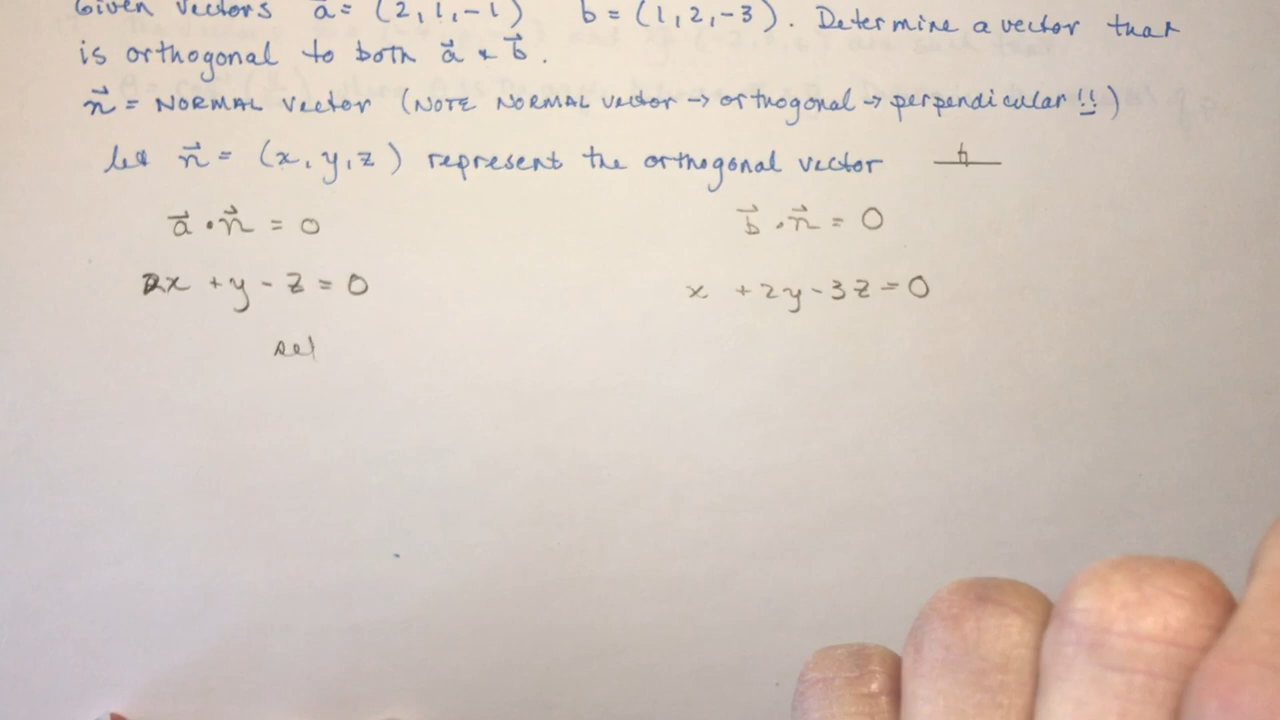 Given vectors a⃗ = (2, 1, -1) b = (1, 2, -3). Determine a vector that
is orthogonal to both a⃗ & b⃗.
n⃗ = NORMAL vector (NOTE NORMAL vector → orthogonal → perpendicular !!)
let n⃗ = (x, y, z) represent the orthogonal vector
a⃗ · n⃗ = 0 b⃗ · n⃗ = 0
2x + y - z = 0 x + 2y - 3z = 0